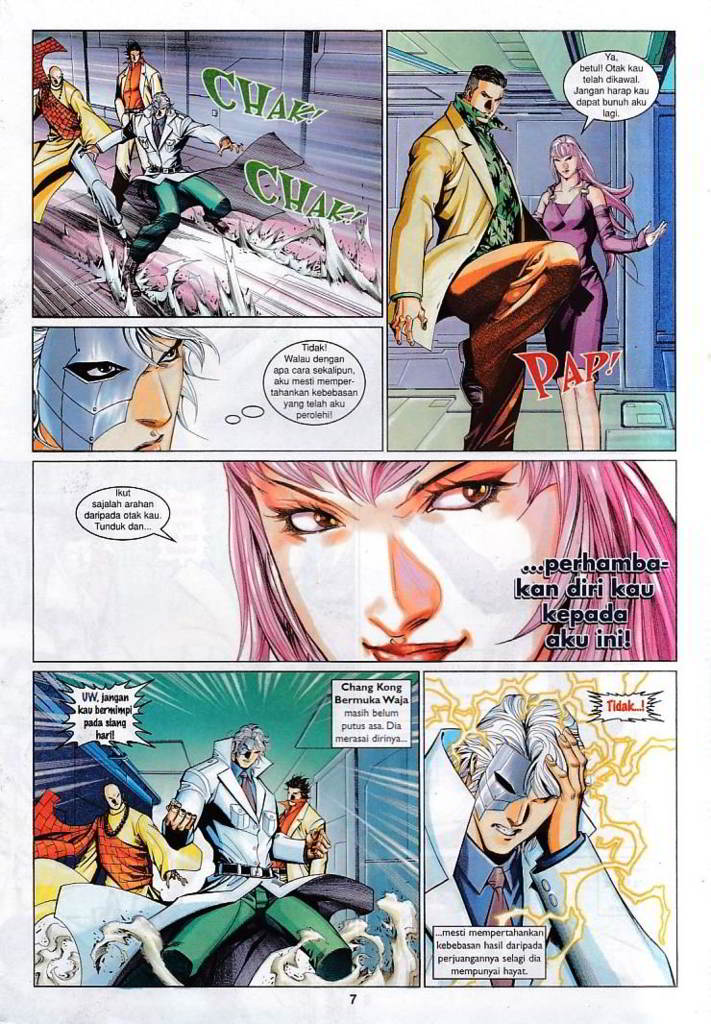 CHAK!
CHAK!
Ya,
betul! Otak kau
telah dikawal.
Jangan harap kau
dapat bunuh aku
lagi.
PAP!
Tidak!
Walau dengan
apa cara sekalipun,
aku mesti memper-
tahankan kebebasan
yang telah aku
perolehi!
Ikut
sajalah arahan
daripada otak kau.
Tunduk dan...
...perhamba-
kan diri kau
kepada
aku ini!
UW, jangan
kau bermimpi
pada siang
hari!
Chang Kong
Bermuka Waja
masih belum
putus asa. Dia
merasai dirinya...
Tidak...!
...mesti mempertahankan
kebebasan hasil daripada
perjuangannya selagi dia
mempunyai hayat.
7